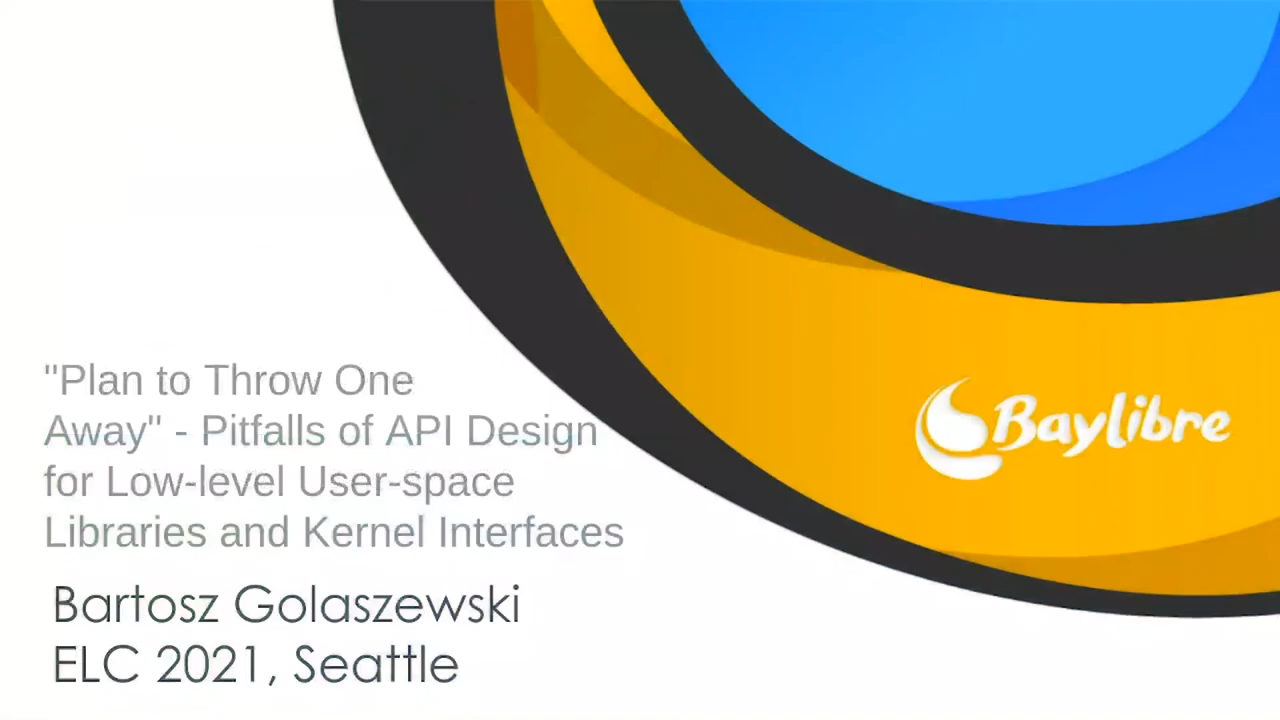 "Plan to Throw One
Away" - Pitfalls of API Design
for Low-level User-space
Libraries and Kernel Interfaces
Bartosz Golaszewski
ELC 2021, Seattle
Baylibre